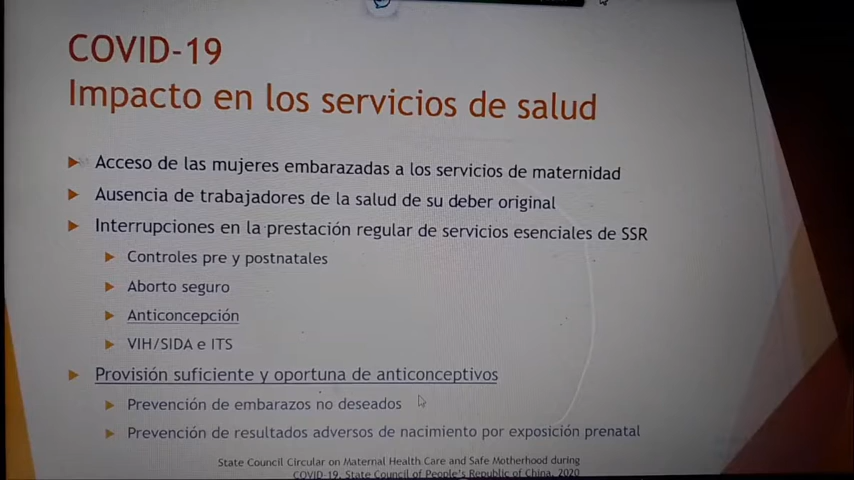 COVID-19
Impacto en los servicios de salud
Acceso de las mujeres embarazadas a los servicios de maternidad
Ausencia de trabajadores de la salud de su deber original
Interrupciones en la prestación regular de servicios esenciales de SSR
Controles pre y postnatales
Aborto seguro
Anticoncepción
VIH/SIDA e ITS
Provisión suficiente y oportuna de anticonceptivos
Prevención de embarazos no deseados
Prevención de resultados adversos de nacimiento por exposición prenatal
State Council Circular on Maternal Health Care and Safe Motherhood during
COVID-19, State Council of People's Republic of China, 2020